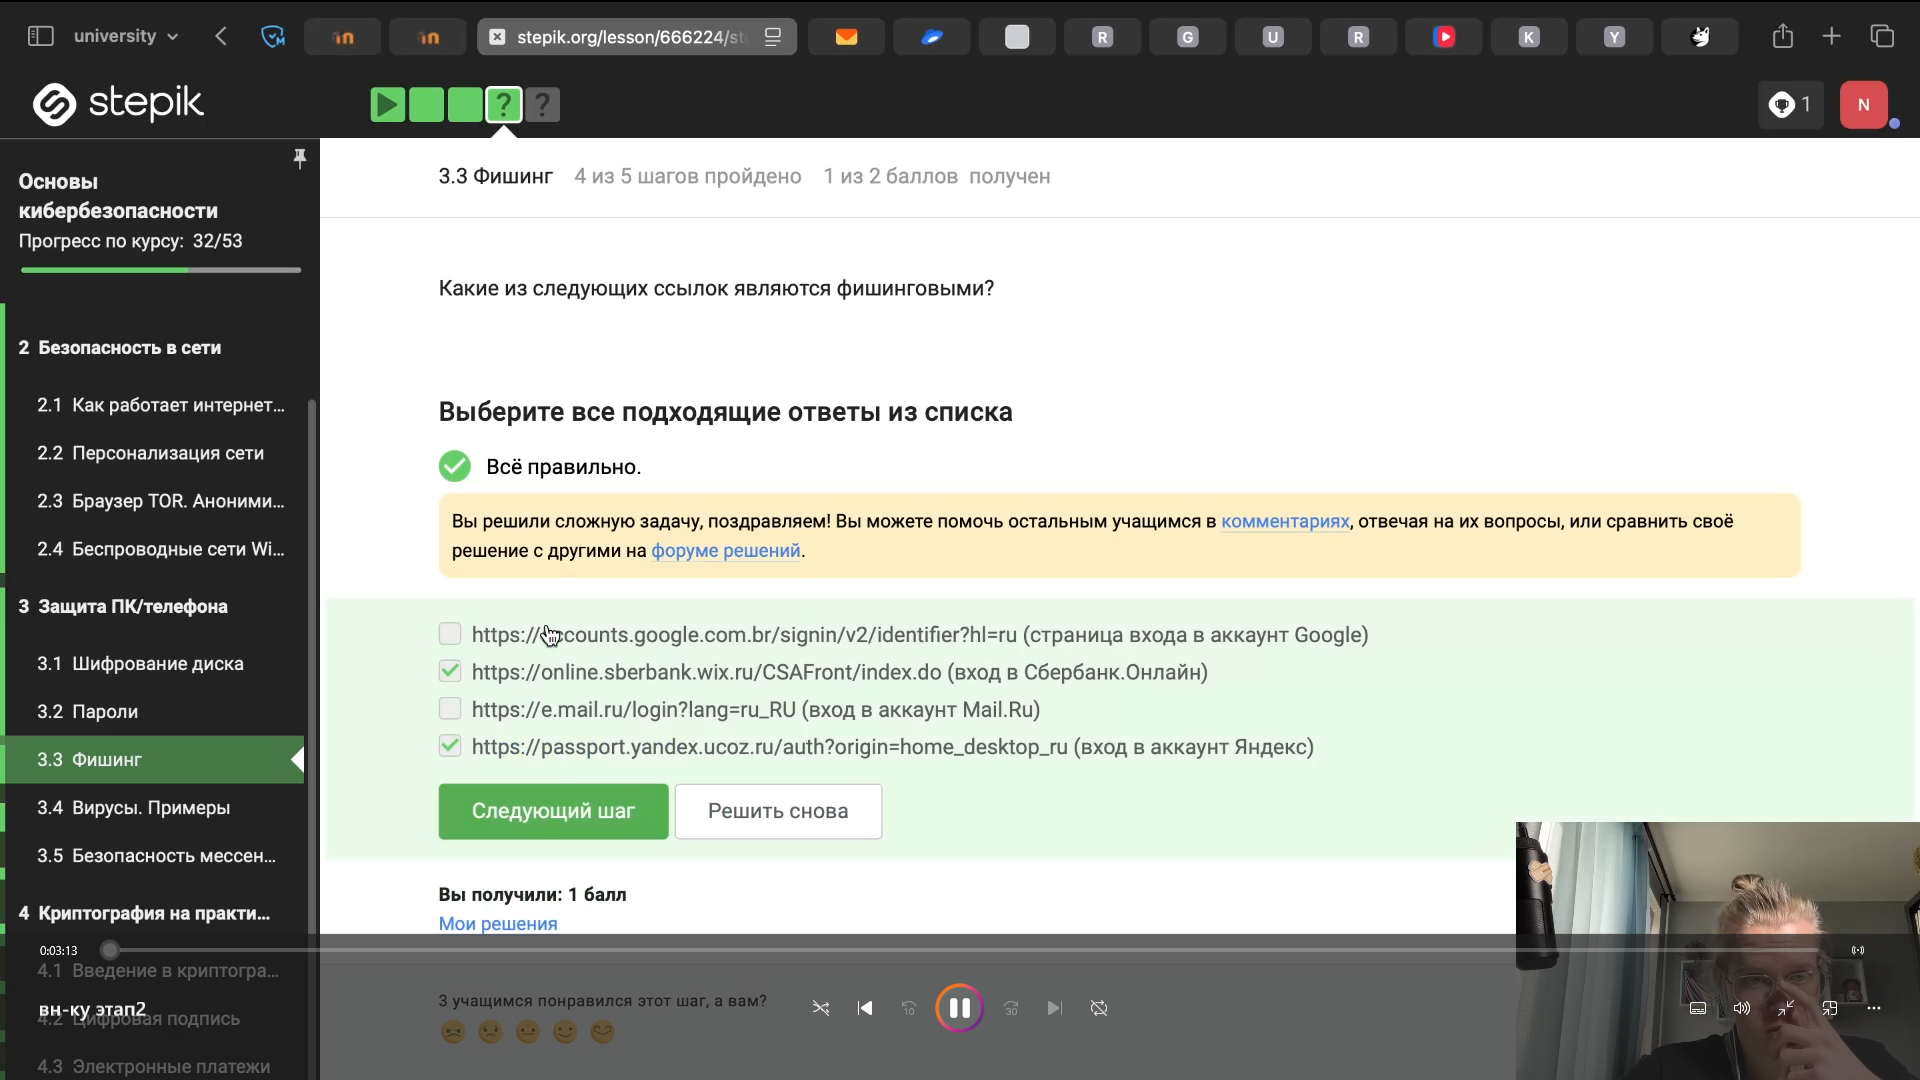 university
stepik.org/lesson/666224/st
R
G
U
R
K
Y
stepik
? ?
1
N
Основы
кибербезопасности
Прогресс по курсу: 32/53
2 Безопасность в сети
2.1 Как работает интернет...
2.2 Персонализация сети
2.3 Браузер TOR. Аноними...
2.4 Беспроводные сети Wi...
3 Защита ПК/телефона
3.1 Шифрование диска
3.2 Пароли
3.3 Фишинг
3.4 Вирусы. Примеры
3.5 Безопасность мессен...
4 Криптография на практи...
4.1 Введение в криптогра...
4.2 Цифровая подпись
4.3 Электронные платежи
3.3 Фишинг 4 из 5 шагов пройдено 1 из 2 баллов получен
Какие из следующих ссылок являются фишинговыми?
Выберите все подходящие ответы из списка
Всё правильно.
Вы решили сложную задачу, поздравляем! Вы можете помочь остальным учащимся в комментариях, отвечая на их вопросы, или сравнить своё
решение с другими на форуме решений.
https://accounts.google.com.br/signin/v2/identifier?hl=ru (страница входа в аккаунт Google)
https://online.sberbank.wix.ru/CSAFront/index.do (вход в Сбербанк.Онлайн)
https://e.mail.ru/login?lang=ru_RU (вход в аккаунт Mail.Ru)
https://passport.yandex.ucoz.ru/auth?origin=home_desktop_ru (вход в аккаунт Яндекс)
Следующий шаг
Решить снова
Вы получили: 1 балл
Мои решения
3 учащимся понравился этот шаг, а вам?
0:03:13
вн-ку этап2
10
30